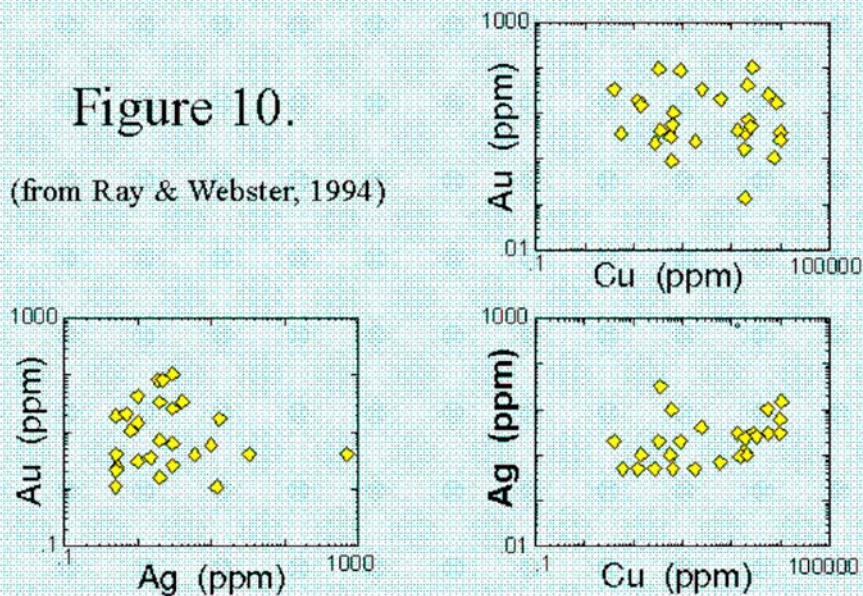 Figure 10.
(from Ray & Webster, 1994)
1000
Au (ppm)
.01
.1
Cu (ppm)
100000
1000
Au (ppm)
.1
.1
Ag (ppm)
1000
1000
Ag (ppm)
.01
.1
Cu (ppm)
100000